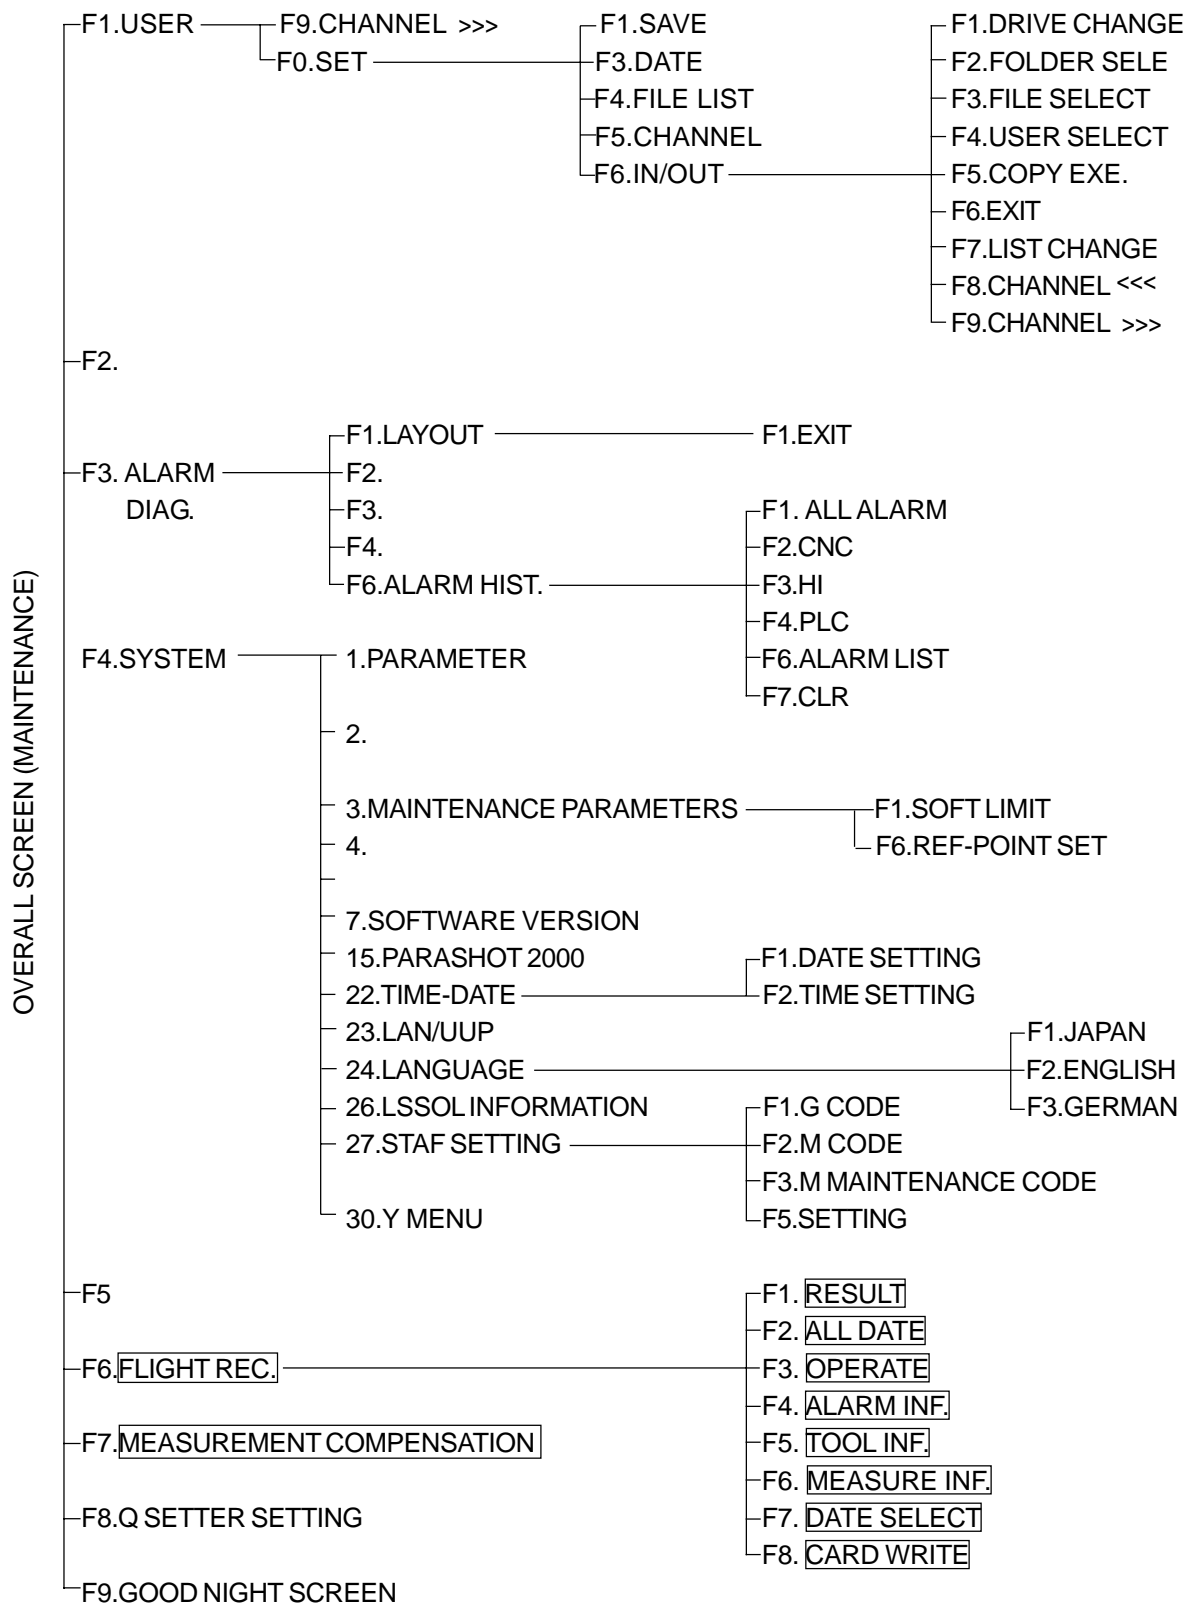 OVERALL SCREEN (MAINTENANCE)
F1.USER
F9.CHANNEL >>>
F0.SET
F1.SAVE
F3.DATE
F4.FILE LIST
F5.CHANNEL
F6.IN/OUT
F1.DRIVE CHANGE
F2.FOLDER SELE
F3.FILE SELECT
F4.USER SELECT
F5.COPY EXE.
F6.EXIT
F7.LIST CHANGE
F8.CHANNEL <<<
F9.CHANNEL >>>
F2.
F3. ALARM
DIAG.
F1.LAYOUT
F1.EXIT
F2.
F3.
F4.
F6.ALARM HIST.
F1. ALL ALARM
F2.CNC
F3.HI
F4.PLC
F6.ALARM LIST
F7.CLR
F4.SYSTEM
1.PARAMETER
2.
3.MAINTENANCE PARAMETERS
F1.SOFT LIMIT
F6.REF-POINT SET
4.
7.SOFTWARE VERSION
15.PARASHOT 2000
22.TIME-DATE
F1.DATE SETTING
F2.TIME SETTING
23.LAN/UUP
24.LANGUAGE
F1.JAPAN
F2.ENGLISH
F3.GERMAN
26.LSSOL INFORMATION
27.STAF SETTING
F1.G CODE
F2.M CODE
F3.M MAINTENANCE CODE
F5.SETTING
30.Y MENU
F5
F6.FLIGHT REC.
F1. RESULT
F2. ALL DATE
F3. OPERATE
F4. ALARM INF.
F5. TOOL INF.
F6. MEASURE INF.
F7. DATE SELECT
F8. CARD WRITE
F7.MEASUREMENT COMPENSATION
F8.Q SETTER SETTING
F9.GOOD NIGHT SCREEN